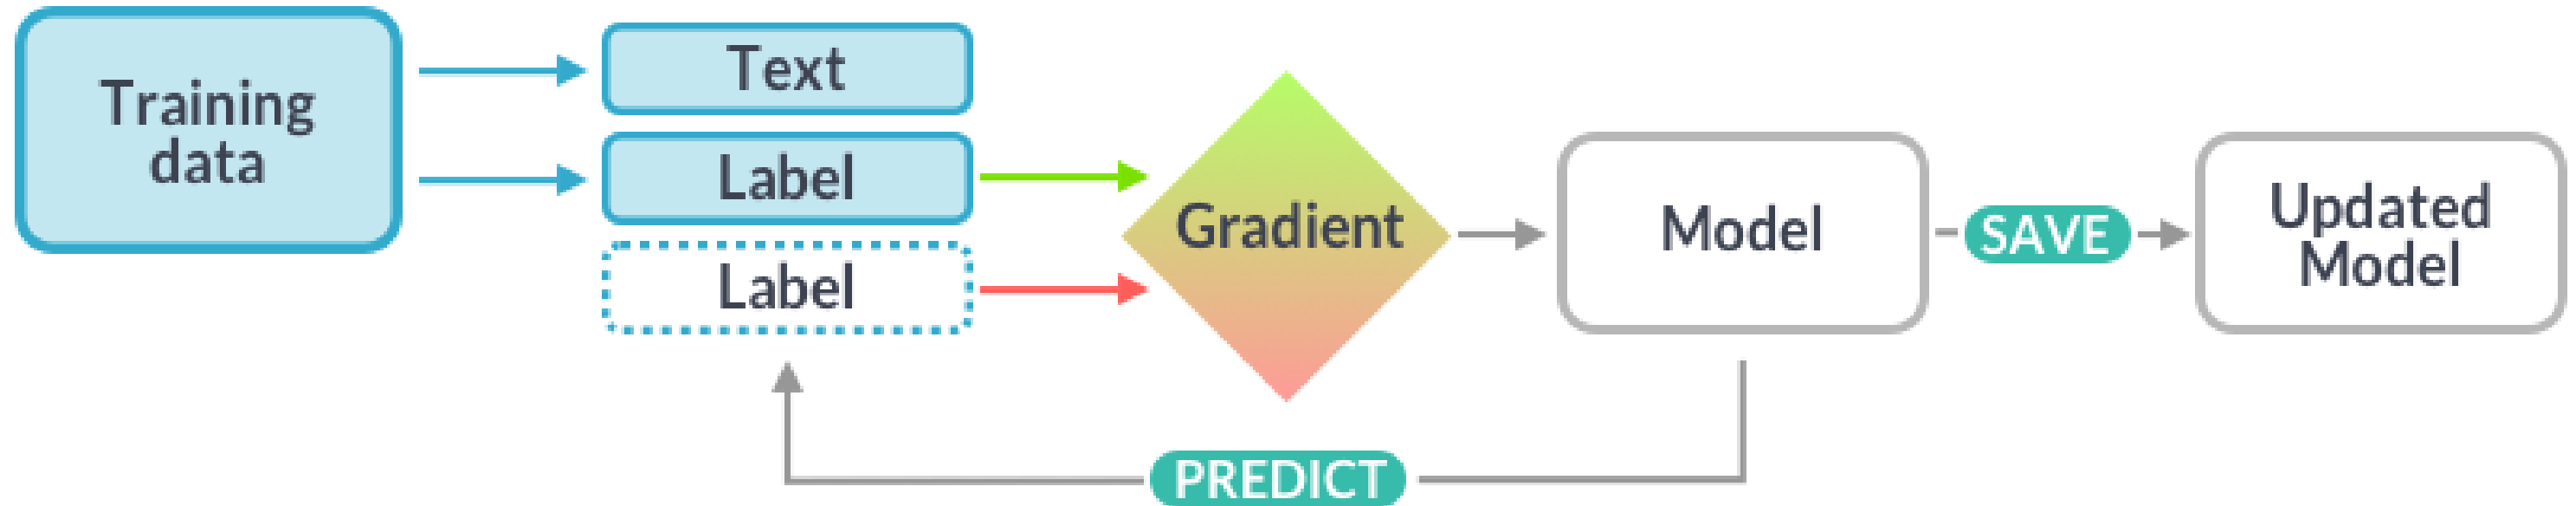 Training
data
Text
Label
Label
Gradient
Model
SAVE
Updated
Model
PREDICT